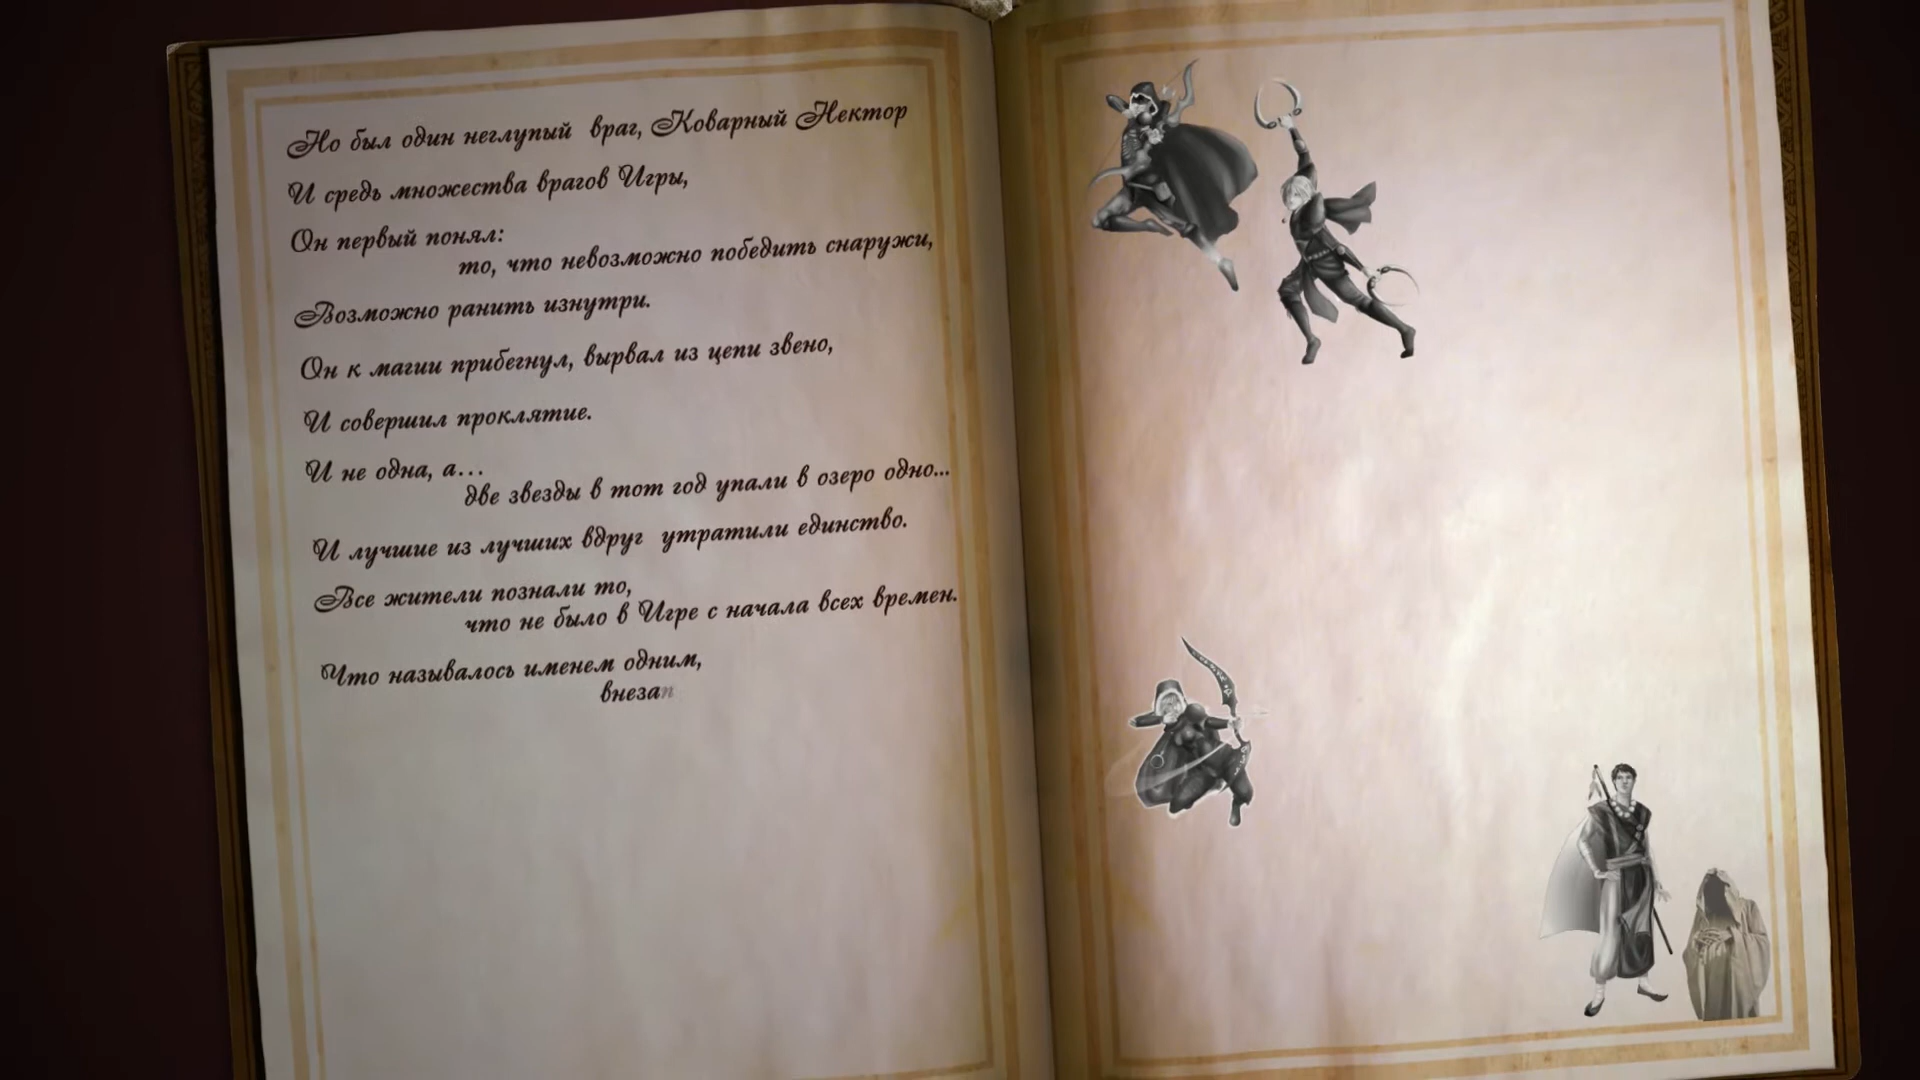 Но был один неглупый враг, Коварный Нектор
И средь множества врагов Игры,
Он первый понял:
то, что невозможно победить снаружи,
Возможно ранить изнутри.
Он к магии прибегнул, вырвал из цепи звено,
И совершил проклятие.
И не одна, а...
две звезды в тот год упали в озеро одно...
И лучшие из лучших вдруг утратили единство.
Все жители познали то,
что не было в Игре с начала всех времен.
Что называлось именем одним,
внезап